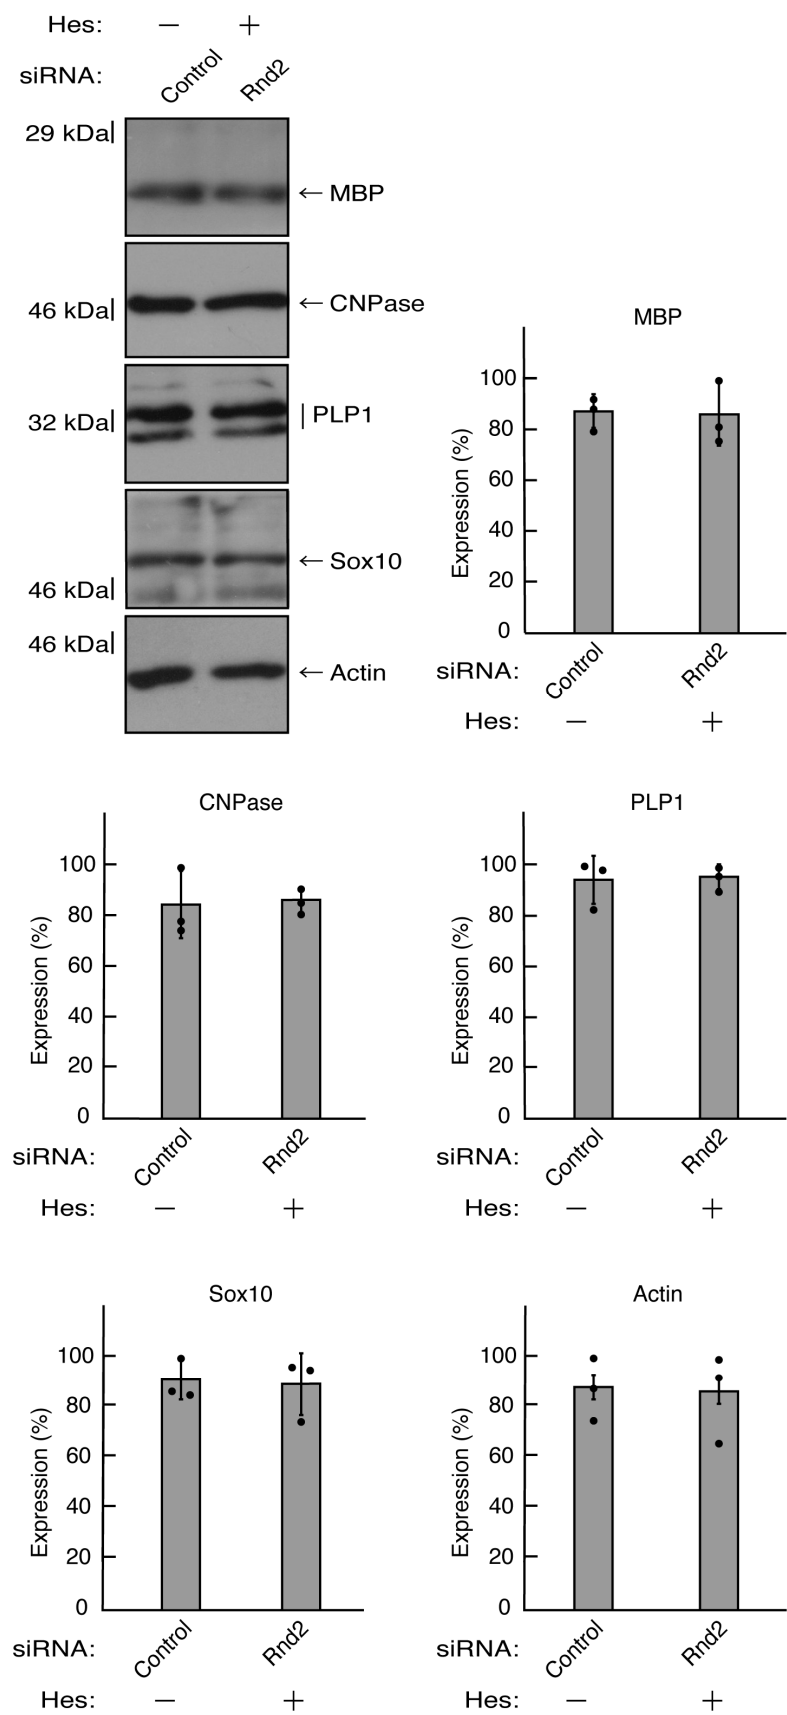 Hes: — +
siRNA: Control Rnd2
29 kDa
← MBP
46 kDa
← CNPase
32 kDa
PLP1
← Sox10
46 kDa
46 kDa
← Actin
MBP
Expression (%)
100
80
60
40
20
0
siRNA: Control Rnd2
Hes: — +
CNPase
Expression (%)
100
80
60
40
20
0
siRNA: Control Rnd2
Hes: — +
PLP1
Expression (%)
100
80
60
40
20
0
siRNA: Control Rnd2
Hes: — +
Sox10
Expression (%)
100
80
60
40
20
0
siRNA: Control Rnd2
Hes: — +
Actin
Expression (%)
100
80
60
40
20
0
siRNA: Control Rnd2
Hes: — +